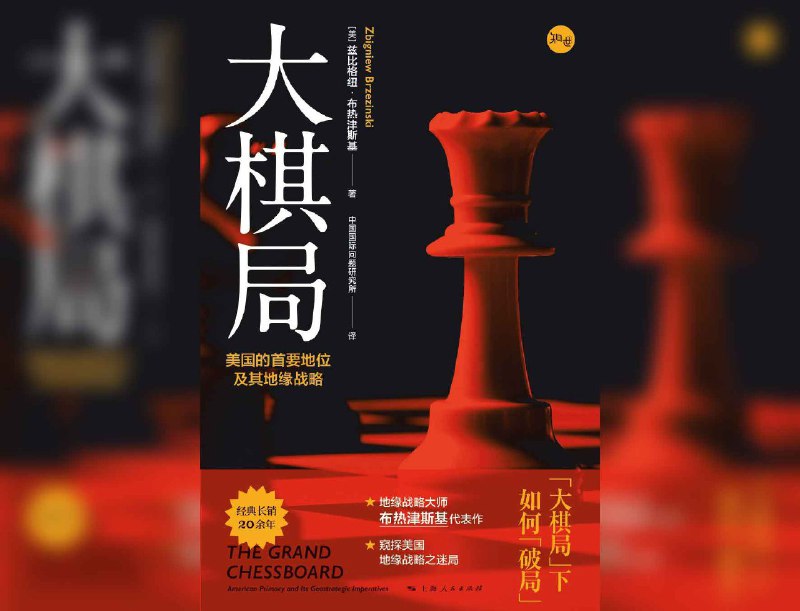 大棋局
Zbigniew Brzezinski
[美] 兹比格纽·布热津斯基——著
中国国际问题研究所——译
美国的首要地位
及其地缘战略
经典长销
20余年
★ 地缘战略大师
布热津斯基代表作
★ 窥探美国
地缘战略之迷局
「大棋局」下
如何「破局」
THE GRAND
CHESSBOARD
American Primacy and Its Geostrategic Imperatives
上海人民出版社